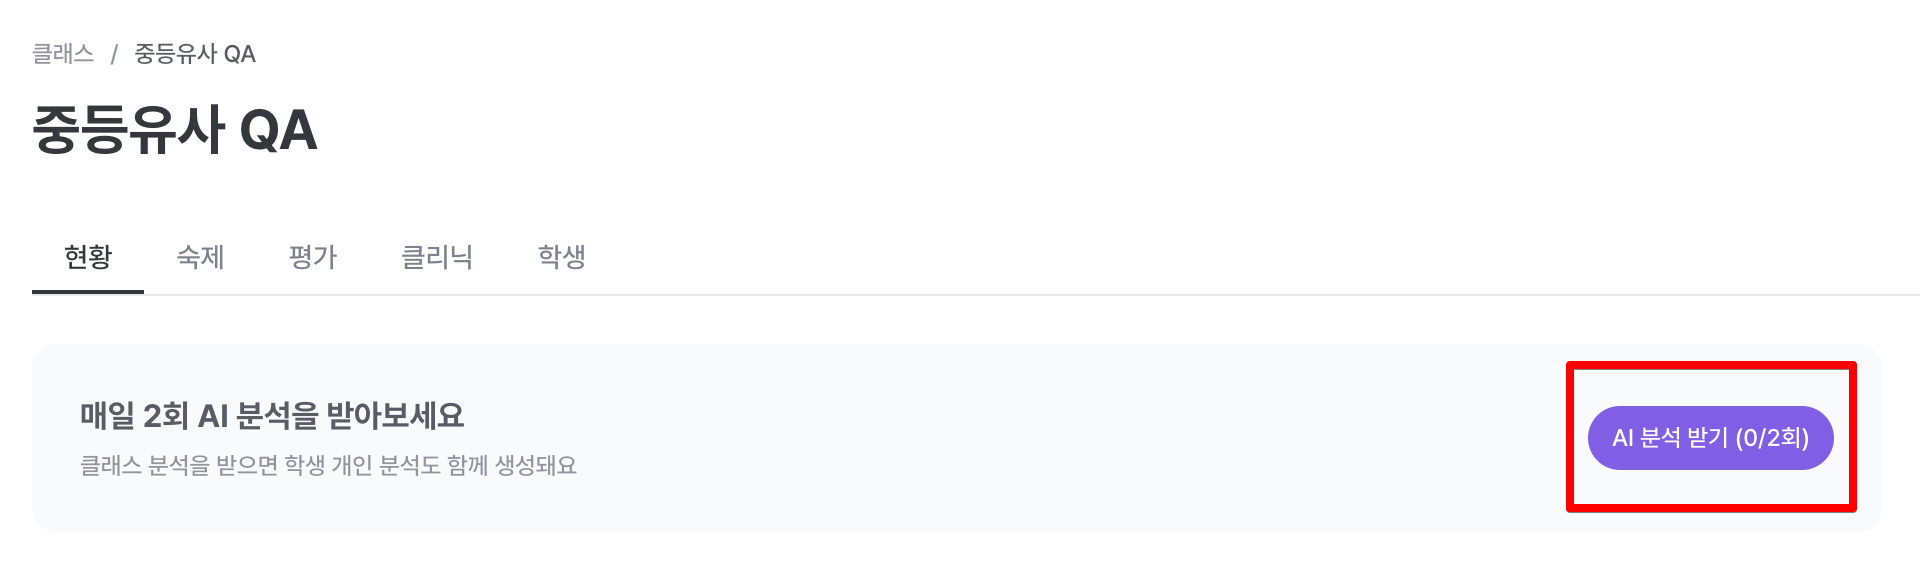 클래스 / 중등유사 QA
중등유사 QA
현황 숙제 평가 클리닉 학생
매일 2회 AI 분석을 받아보세요
클래스 분석을 받으면 학생 개인 분석도 함께 생성돼요
AI 분석 받기 (0/2회)